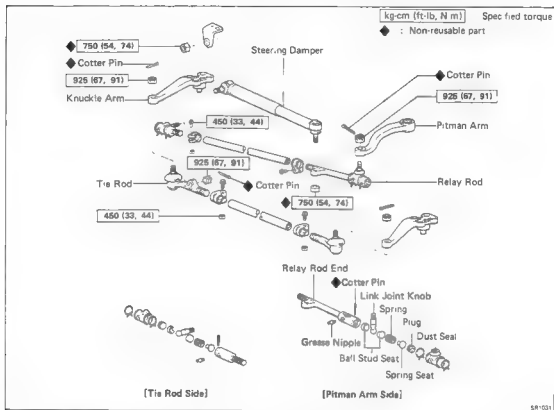 kg-cm (ft-lb, N m) Spec fied torque
◆ : Non-reusable part
◆ 750 (54, 74)
◆ Cotter Pin
925 (67, 91)
Knuckle Arm
Steering Damper
◆ Cotter Pin
925 (67, 91)
Pitman Arm
450 (33, 44)
925 (67, 91)
Tie Rod
◆ Cotter Pin
Relay Rod
◆ 750 (54, 74)
450 (33, 44)
Relay Rod End
◆ Cotter Pin
Link Joint Knob
Spring
Plug
Dust Seal
Grease Nipple
Ball Stud Seat
Spring Seat
[Tie Rod Side]
[Pitman Arm Side]
SR1031